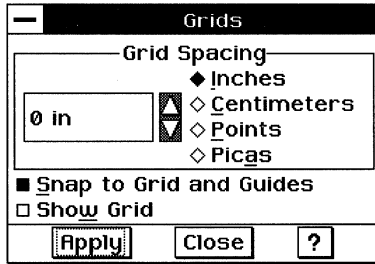 Grids
Grid Spacing
Inches
0 in
Centimeters
Points
Picas
Snap to Grid and Guides
Show Grid
Apply Close ?